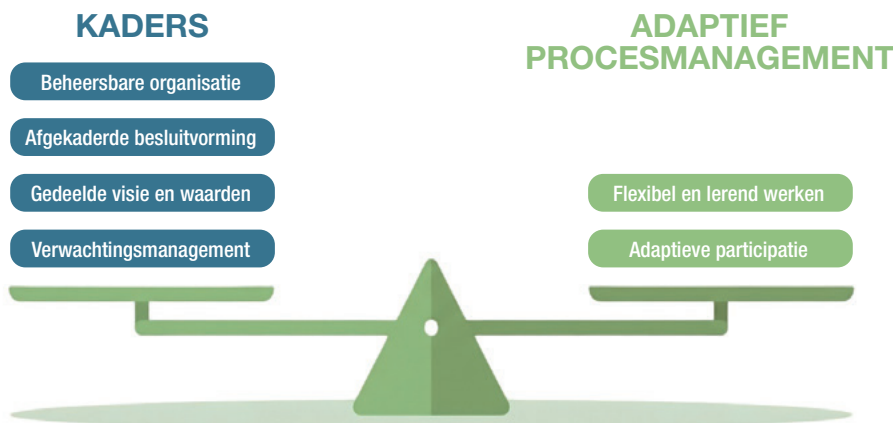 KADERS
Beheersbare organisatie
Afgekaderde besluitvorming
Gedeelde visie en waarden
Verwachtingsmanagement
ADAPTIEF
PROCESMANAGEMENT
Flexibel en lerend werken
Adaptieve participatie